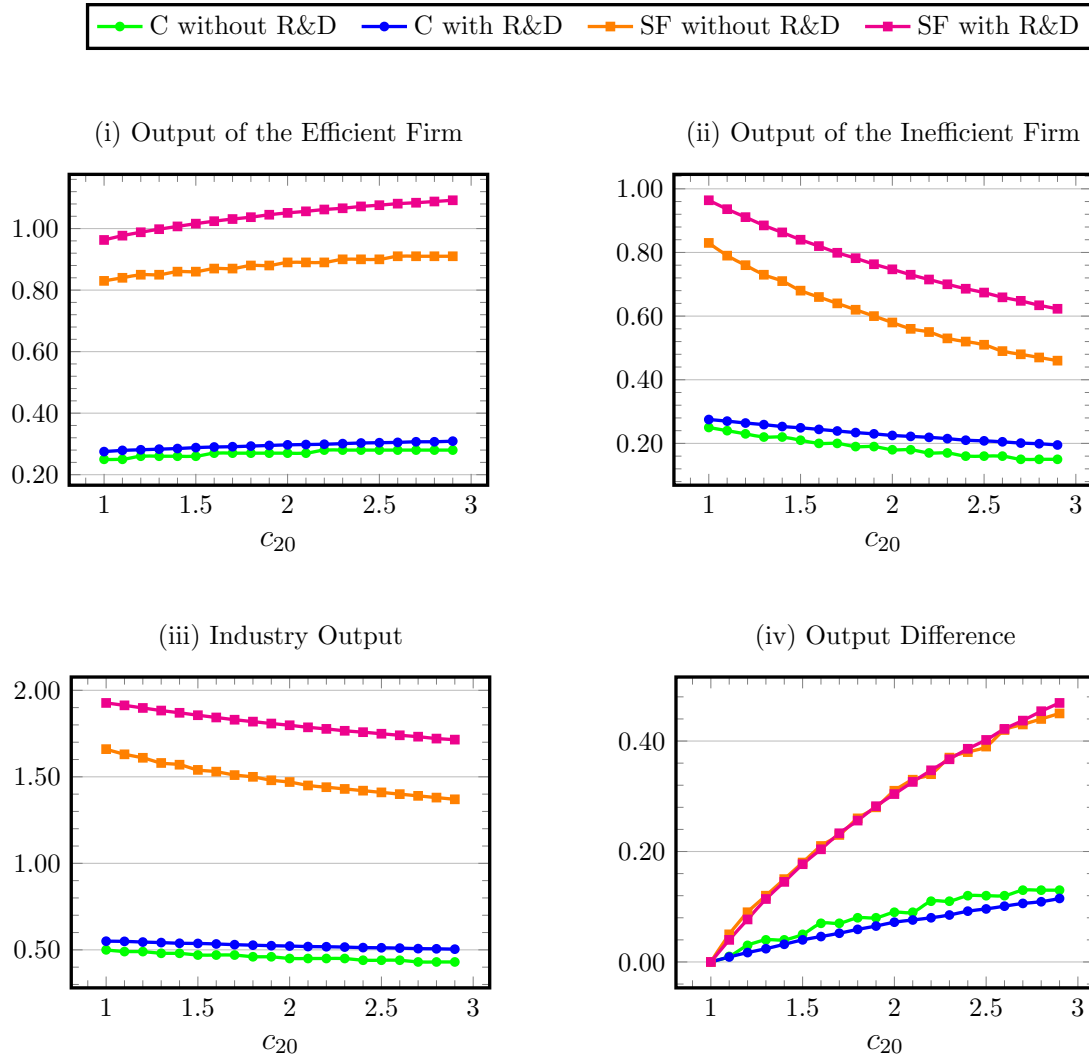 C without R&D C with R&D SF without R&D SF with R&D
(i) Output of the Efficient Firm
1.00
0.80
0.60
0.40
0.20
1 1.5 2 2.5 3
c20
(ii) Output of the Inefficient Firm
1.00
0.80
0.60
0.40
0.20
1 1.5 2 2.5 3
c20
(iii) Industry Output
2.00
1.50
1.00
0.50
1 1.5 2 2.5 3
c20
(iv) Output Difference
0.40
0.20
0.00
1 1.5 2 2.5 3
c20